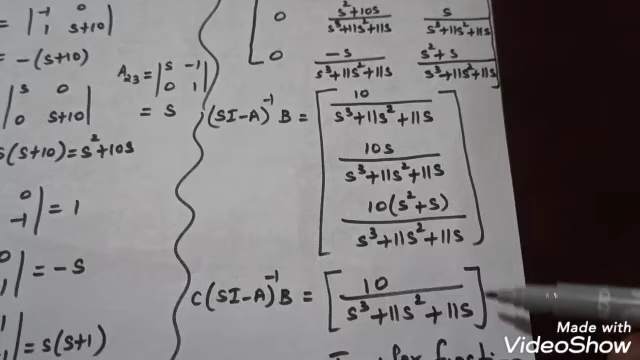 = |-1 0|
|1 s+10|
= -(s+10)
A23 = |s -1|
|0 1|
= s
|s 0|
|0 s+10|
s(s+10) = s²+10s
0
-1| = 1
0
1| = -s
1| = s(s+1)
0 s²+10s / s³+11s²+11s s / s³+11s²+11s
0 -s / s³+11s²+11s s²+s / s³+11s²+11s
(sI-A)⁻¹ B = [10 / s³+11s²+11s
10s / s³+11s²+11s
10(s²+s) / s³+11s²+11s]
C(sI-A)⁻¹B = [10 / s³+11s²+11s]
Made with
VideoShow